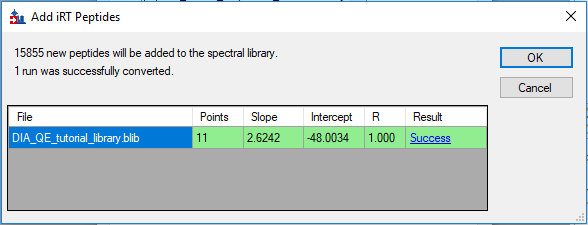 Add iRT Peptides
15855 new peptides will be added to the spectral library.
1 run was successfully converted.
OK
Cancel
File Points Slope Intercept R Result
DIA_QE_tutorial_library.blib 11 2.6242 -48.0034 1.000 Success